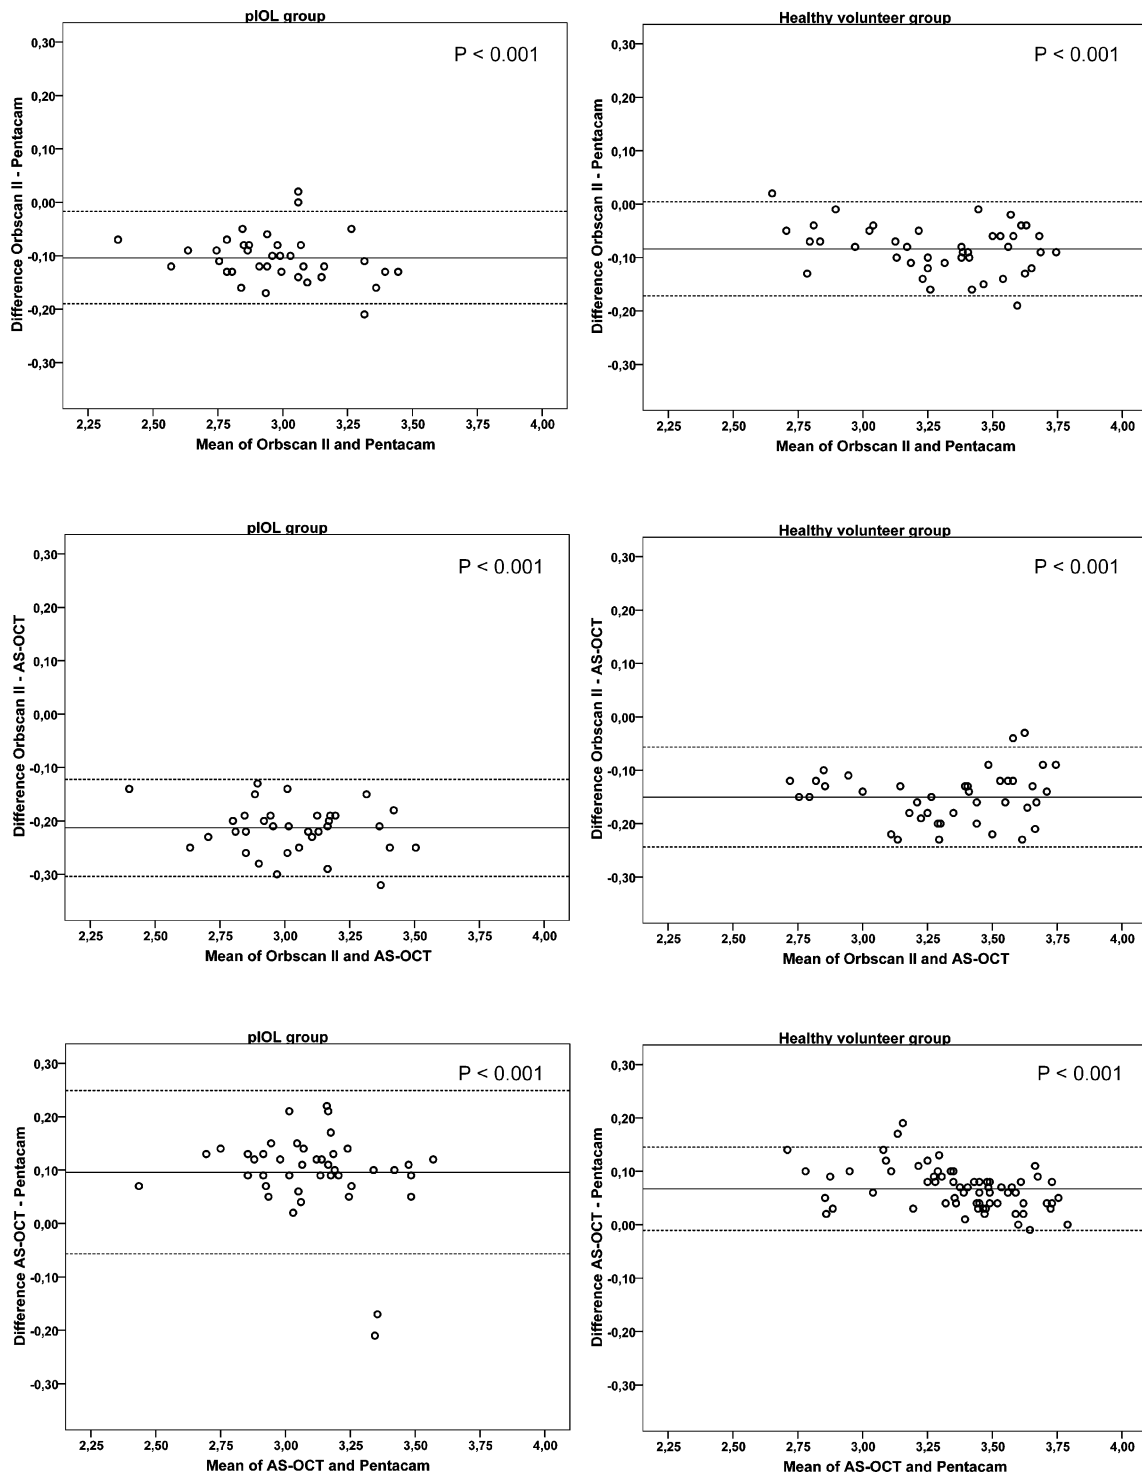 pIOL group
P < 0.001
Difference Orbscan II - Pentacam
0,30
0,20
0,10
0,00
-0,10
-0,20
-0,30
2,25 2,50 2,75 3,00 3,25 3,50 3,75 4,00
Mean of Orbscan II and Pentacam
Healthy volunteer group
P < 0.001
Difference Orbscan II - Pentacam
0,30
0,20
0,10
0,00
-0,10
-0,20
-0,30
2,25 2,50 2,75 3,00 3,25 3,50 3,75 4,00
Mean of Orbscan II and Pentacam
pIOL group
P < 0.001
Difference Orbscan II - AS-OCT
0,30
0,20
0,10
0,00
-0,10
-0,20
-0,30
2,25 2,50 2,75 3,00 3,25 3,50 3,75 4,00
Mean of Orbscan II and AS-OCT
Healthy volunteer group
P < 0.001
Difference Orbscan II - AS-OCT
0,30
0,20
0,10
0,00
-0,10
-0,20
-0,30
2,25 2,50 2,75 3,00 3,25 3,50 3,75 4,00
Mean of Orbscan II and AS-OCT
pIOL group
P < 0.001
Difference AS-OCT - Pentacam
0,30
0,20
0,10
0,00
-0,10
-0,20
-0,30
2,25 2,50 2,75 3,00 3,25 3,50 3,75 4,00
Mean of AS-OCT and Pentacam
Healthy volunteer group
P < 0.001
Difference AS-OCT - Pentacam
0,30
0,20
0,10
0,00
-0,10
-0,20
-0,30
2,25 2,50 2,75 3,00 3,25 3,50 3,75 4,00
Mean of AS-OCT and Pentacam